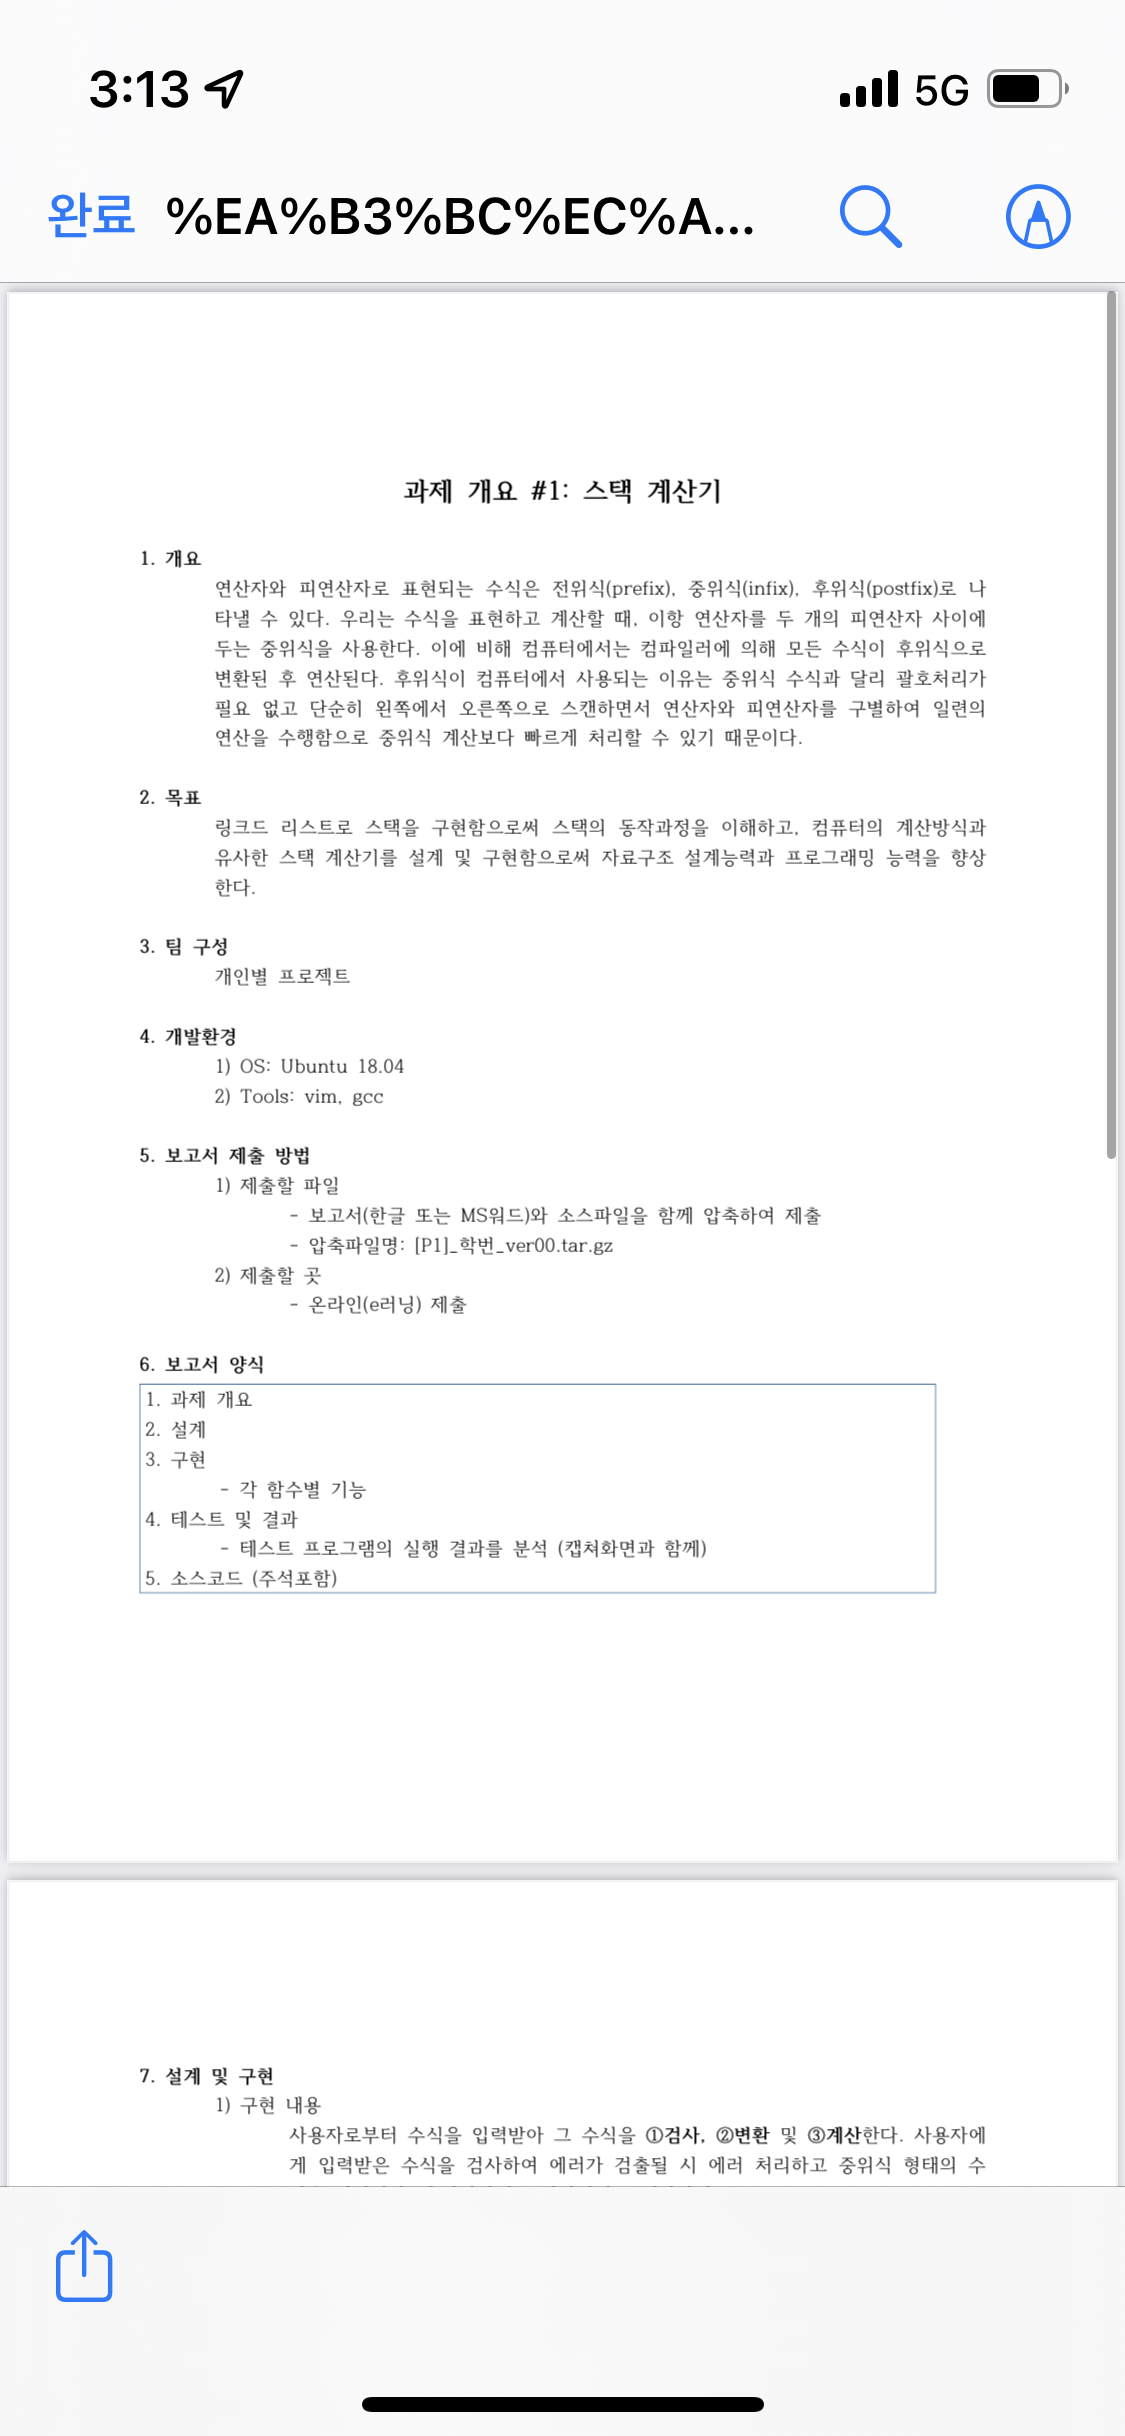 3:13
5G
완료 %EA%B3%BC%EC%A...
과제 개요 #1: 스택 계산기
1. 개요
연산자와 피연산자로 표현되는 수식은 전위식(prefix), 중위식(infix), 후위식(postfix)로 나
타낼 수 있다. 우리는 수식을 표현하고 계산할 때, 이항 연산자를 두 개의 피연산자 사이에
두는 중위식을 사용한다. 이에 비해 컴퓨터에서는 컴파일러에 의해 모든 수식이 후위식으로
변환된 후 연산된다. 후위식이 컴퓨터에서 사용되는 이유는 중위식 수식과 달리 괄호처리가
필요 없고 단순히 왼쪽에서 오른쪽으로 스캔하면서 연산자와 피연산자를 구별하여 일련의
연산을 수행함으로 중위식 계산보다 빠르게 처리할 수 있기 때문이다.
2. 목표
링크드 리스트로 스택을 구현함으로써 스택의 동작과정을 이해하고, 컴퓨터의 계산방식과
유사한 스택 계산기를 설계 및 구현함으로써 자료구조 설계능력과 프로그래밍 능력을 향상
한다.
3. 팀 구성
개인별 프로젝트
4. 개발환경
1) OS: Ubuntu 18.04
2) Tools: vim, gcc
5. 보고서 제출 방법
1) 제출할 파일
- 보고서(한글 또는 MS워드)와 소스파일을 함께 압축하여 제출
- 압축파일명: [P1]_학번_ver00.tar.gz
2) 제출할 곳
- 온라인(e러닝) 제출
6. 보고서 양식
1. 과제 개요
2. 설계
3. 구현
- 각 함수별 기능
4. 테스트 및 결과
- 테스트 프로그램의 실행 결과를 분석 (캡쳐화면과 함께)
5. 소스코드 (주석포함)
7. 설계 및 구현
1) 구현 내용
사용자로부터 수식을 입력받아 그 수식을 ①검사, ②변환 및 ③계산한다. 사용자에
게 입력받은 수식을 검사하여 에러가 검출될 시 에러 처리하고 중위식 형태의 수